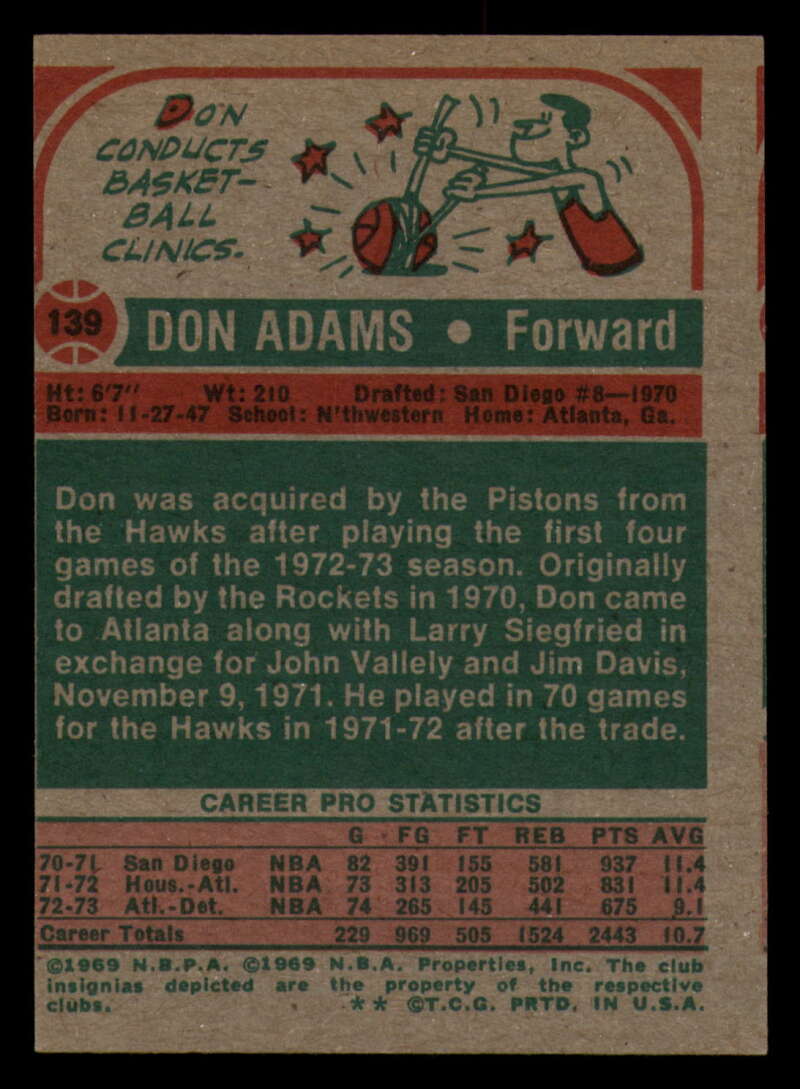 DON
CONDUCTS
BASKET-
BALL
CLINICS.
139 DON ADAMS • Forward
Ht: 6'7" Wt: 210 Drafted: San Diego #8—1970
Born: 11-27-47 School: N'thwestern Home: Atlanta, Ga.
Don was acquired by the Pistons from
the Hawks after playing the first four
games of the 1972-73 season. Originally
drafted by the Rockets in 1970, Don came
to Atlanta along with Larry Siegfried in
exchange for John Vallely and Jim Davis,
November 9, 1971. He played in 70 games
for the Hawks in 1971-72 after the trade.
CAREER PRO STATISTICS
G FG FT REB PTS AVG
70-71 San Diego NBA 82 391 155 581 937 11.4
71-72 Hous.-Atl. NBA 73 313 205 502 831 11.4
72-73 Atl.-Det. NBA 74 265 145 441 675 9.1
Career Totals 229 969 505 1524 2443 10.7
©1969 N.B.P.A. ©1969 N.B.A. Properties, Inc. The club
insignias depicted are the property of the respective
clubs. ** ©T.C.G. PRTD. IN U.S.A.